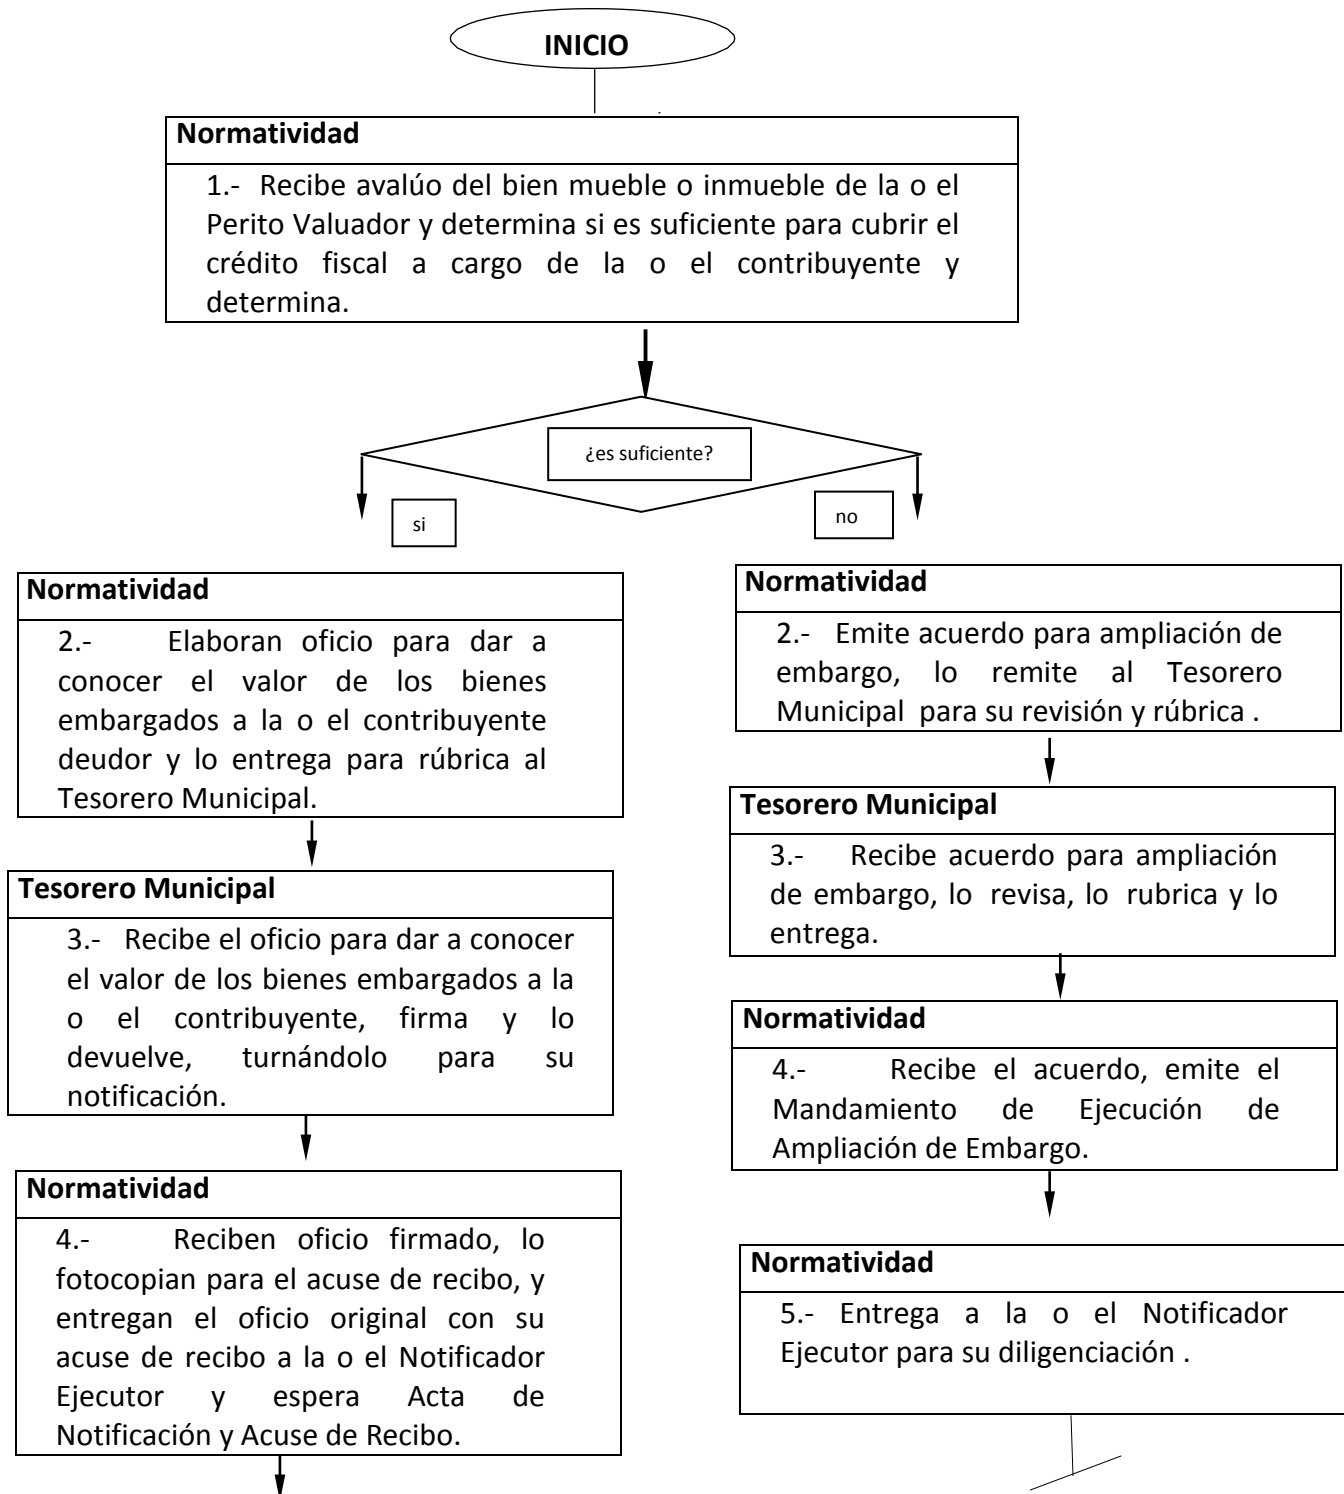 INICIO
Normatividad
1.- Recibe avalúo del bien mueble o inmueble de la o el
Perito Valuador y determina si es suficiente para cubrir el
crédito fiscal a cargo de la o el contribuyente y
determina.
¿es suficiente?
si
no
Normatividad
2.- Elaboran oficio para dar a
conocer el valor de los bienes
embargados a la o el contribuyente
deudor y lo entrega para rúbrica al
Tesorero Municipal.
Tesorero Municipal
3.- Recibe el oficio para dar a conocer
el valor de los bienes embargados a la
o el contribuyente, firma y lo
devuelve, turnándolo para su
notificación.
Normatividad
4.- Reciben oficio firmado, lo
fotocopian para el acuse de recibo, y
entregan el oficio original con su
acuse de recibo a la o el Notificador
Ejecutor y espera Acta de
Notificación y Acuse de Recibo.
Normatividad
2.- Emite acuerdo para ampliación de
embargo, lo remite al Tesorero
Municipal para su revisión y rúbrica .
Tesorero Municipal
3.- Recibe acuerdo para ampliación
de embargo, lo revisa, lo rubrica y lo
entrega.
Normatividad
4.- Recibe el acuerdo, emite el
Mandamiento de Ejecución de
Ampliación de Embargo.
Normatividad
5.- Entrega a la o el Notificador
Ejecutor para su diligenciación .